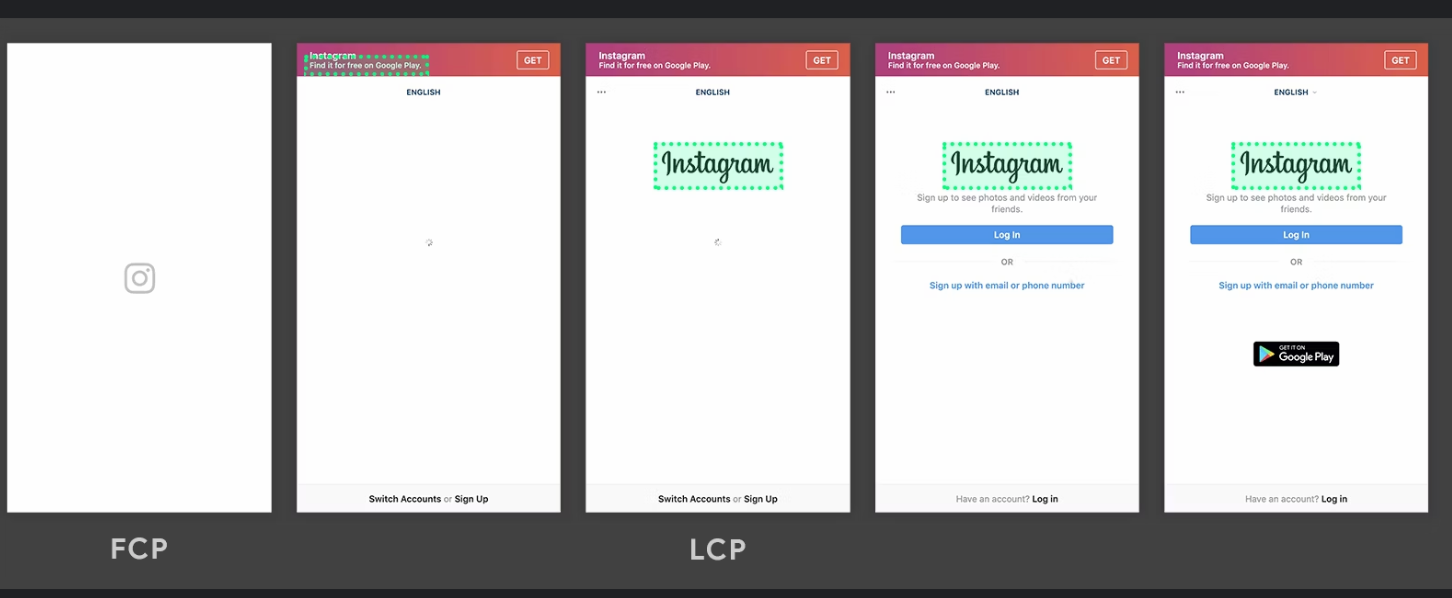 Instagram
Find it for free on Google Play.
GET
ENGLISH
Switch Accounts or Sign Up
Instagram
Find it for free on Google Play.
GET
ENGLISH
Instagram
Switch Accounts or Sign Up
Instagram
Find it for free on Google Play.
GET
ENGLISH
Instagram
Sign up to see photos and videos from your
friends.
Log In
OR
Sign up with email or phone number
Have an account? Log in
Instagram
Find it for free on Google Play.
GET
ENGLISH
Instagram
Sign up to see photos and videos from your
friends.
Log In
OR
Sign up with email or phone number
GET IT ON
Google Play
Have an account? Log in
FCP
LCP